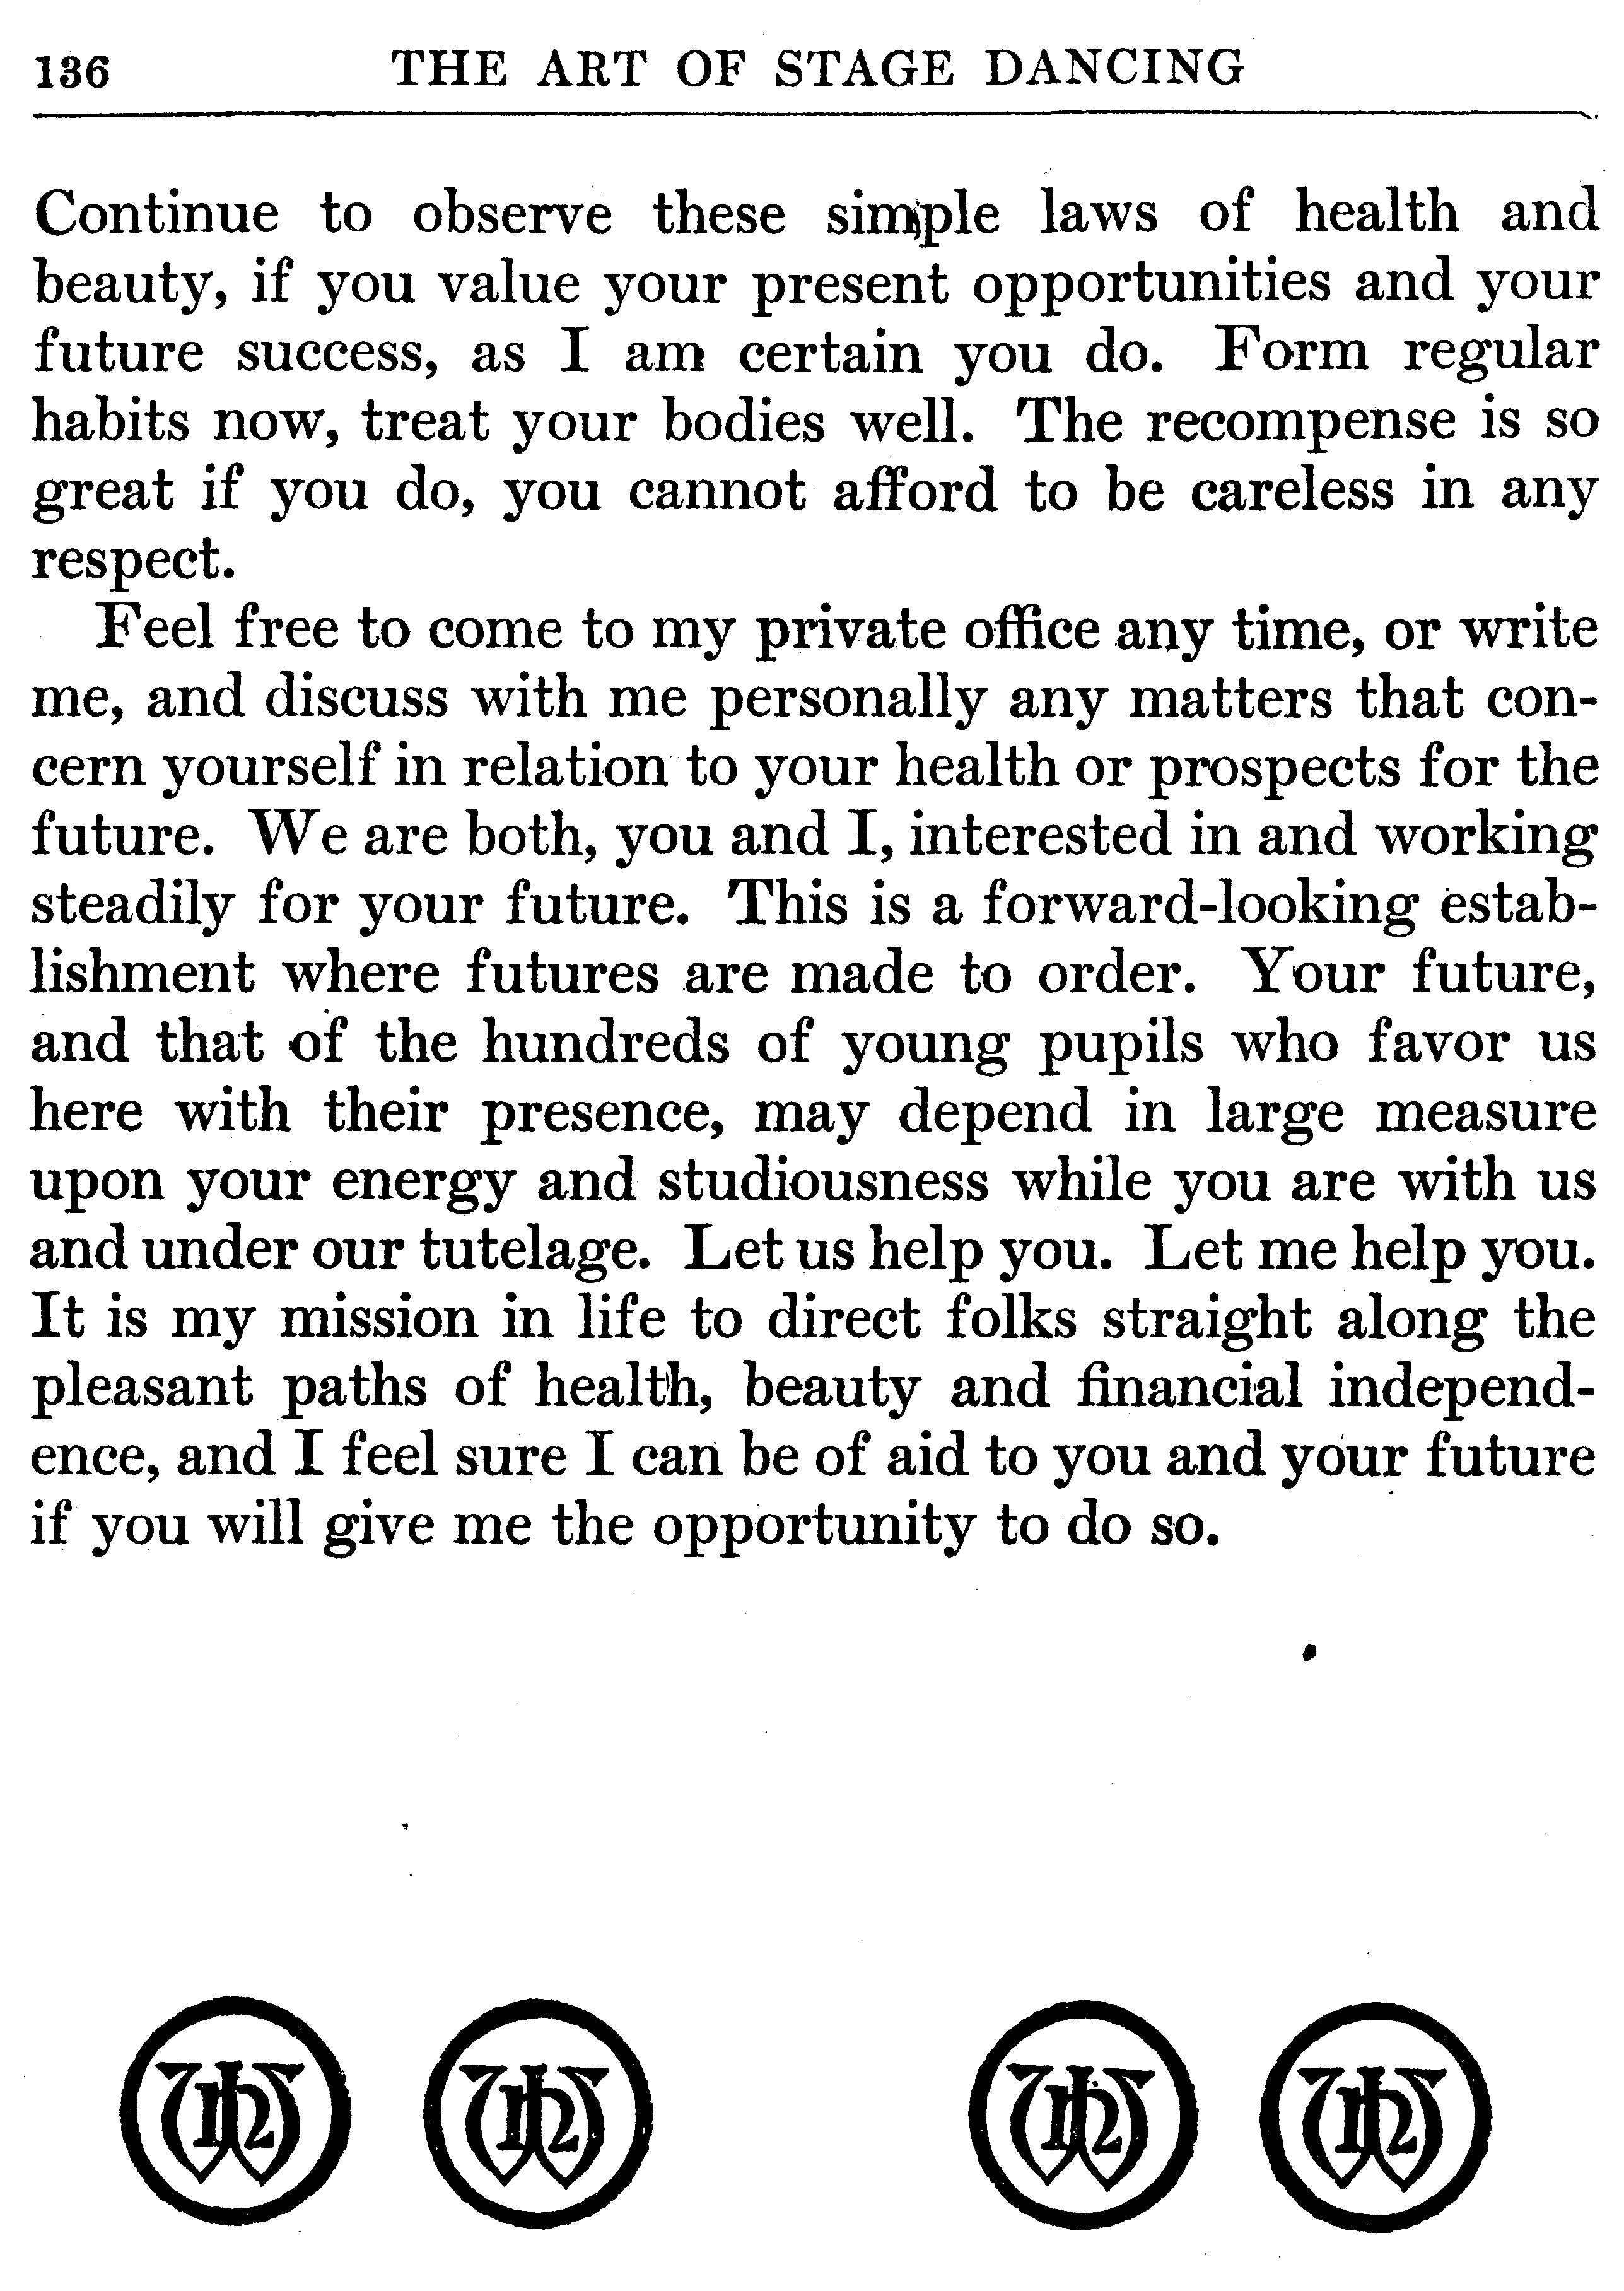 136 THE ART OF STAGE DANCING
Continue to observe these simple laws of health and
beauty, if you value your present opportunities and your
future success, as I am certain you do. Form regular
habits now, treat your bodies well. The recompense is so
great if you do, you cannot afford to be careless in any
respect.
Feel free to come to my private office any time, or write
me, and discuss with me personally any matters that con-
cern yourself in relation to your health or prospects for the
future. We are both, you and I, interested in and working
steadily for your future. This is a forward-looking estab-
lishment where futures are made to order. Your future,
and that of the hundreds of young pupils who favor us
here with their presence, may depend in large measure
upon your energy and studiousness while you are with us
and under our tutelage. Let us help you. Let me help you.
It is my mission in life to direct folks straight along the
pleasant paths of health, beauty and financial independ-
ence, and I feel sure I can be of aid to you and your future
if you will give me the opportunity to do so.